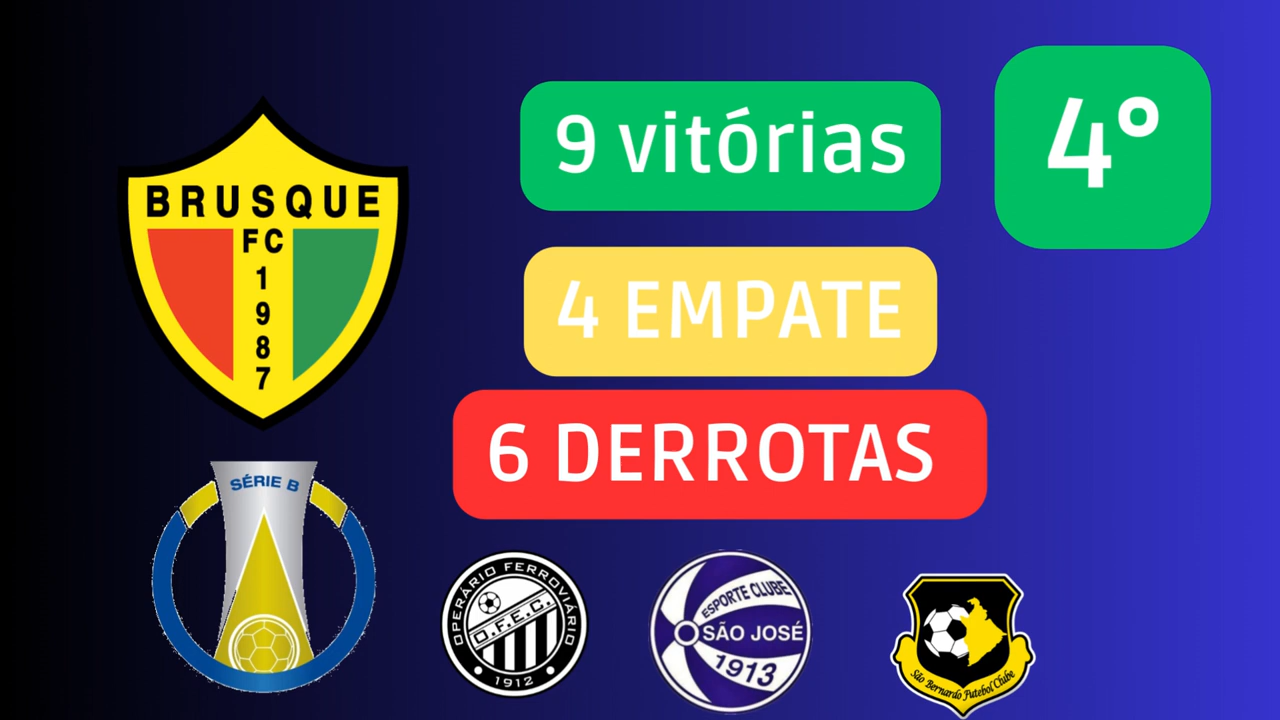 9 vitórias
4°
4 EMPATE
6 DERROTAS
BRUSQUE
FC
1
9
8
7
SÉRIE B
OPERÁRIO FERROVIÁRIO
O.F.E.C.
1912
ESPORTE CLUBE
SÃO JOSÉ
1913
São Bernardo Futebol Clube